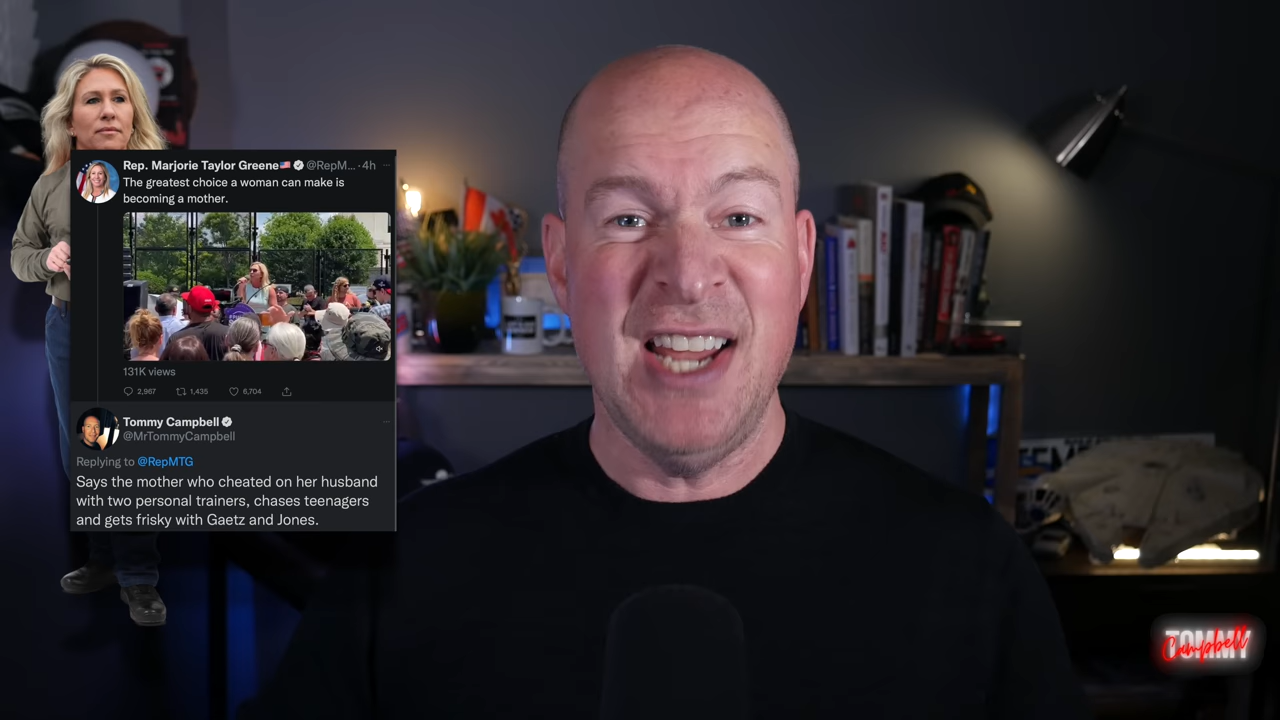 Rep. Marjorie Taylor Greene🇺🇸 @RepM... · 4h
The greatest choice a woman can make is
becoming a mother.
131K views
2,967 1,435 6,704
Tommy Campbell
@MrTommyCampbell
Replying to @RepMTG
Says the mother who cheated on her husband
with two personal trainers, chases teenagers
and gets frisky with Gaetz and Jones.
TOMMY
Campbell